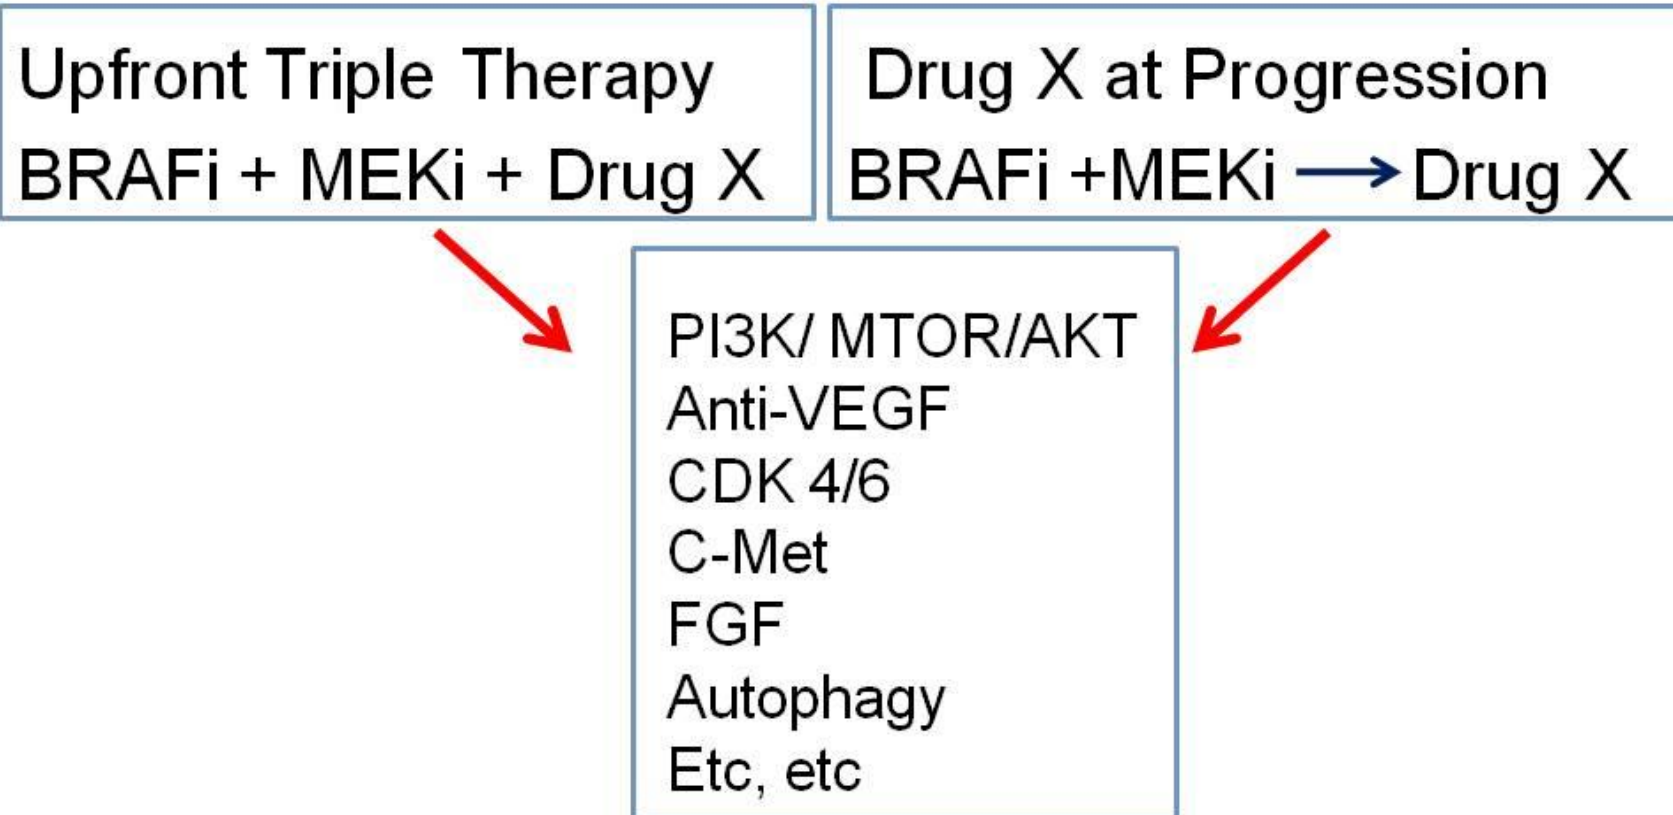 Upfront Triple Therapy
BRAFi + MEKi + Drug X
Drug X at Progression
BRAFi +MEKi → Drug X
PI3K/ MTOR/AKT
Anti-VEGF
CDK 4/6
C-Met
FGF
Autophagy
Etc, etc